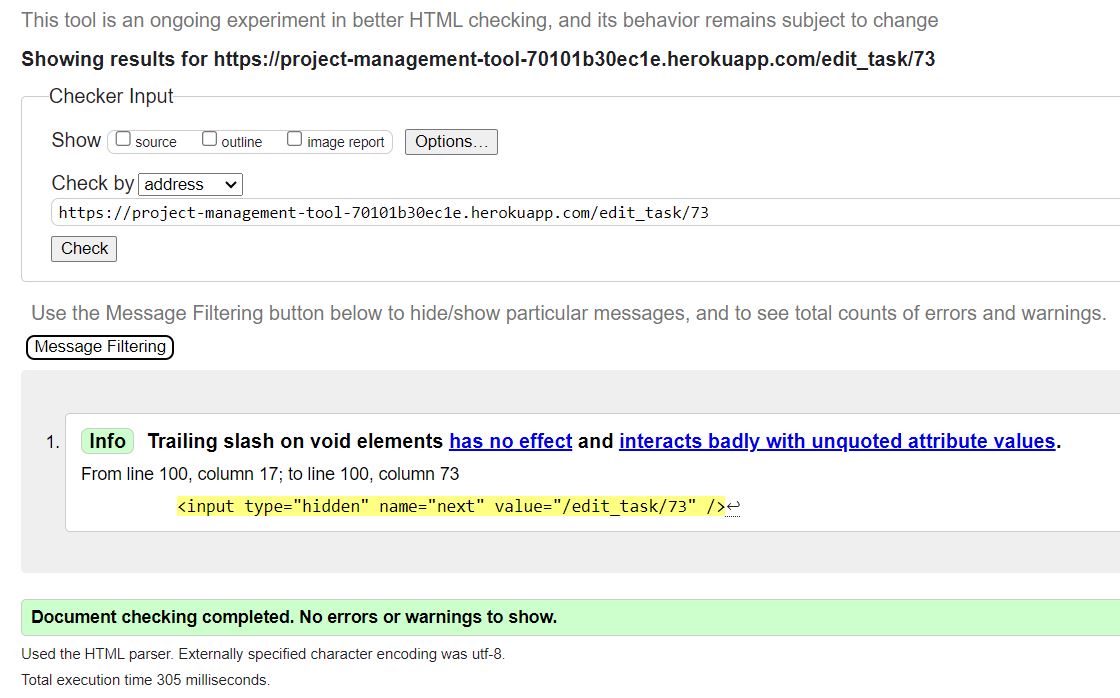 This tool is an ongoing experiment in better HTML checking, and its behavior remains subject to change
Showing results for https://project-management-tool-70101b30ec1e.herokuapp.com/edit_task/73
Checker Input
Show source outline image report Options...
Check by address
https://project-management-tool-70101b30ec1e.herokuapp.com/edit_task/73
Check
Use the Message Filtering button below to hide/show particular messages, and to see total counts of errors and warnings.
Message Filtering
1. Info Trailing slash on void elements has no effect and interacts badly with unquoted attribute values.
From line 100, column 17; to line 100, column 73
<input type="hidden" name="next" value="/edit_task/73" />↩
Document checking completed. No errors or warnings to show.
Used the HTML parser. Externally specified character encoding was utf-8.
Total execution time 305 milliseconds.